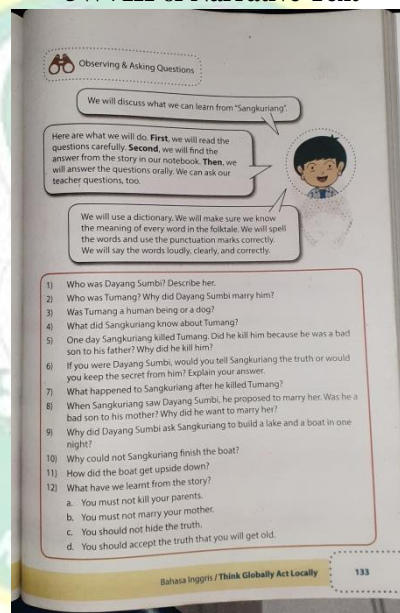 Observing & Asking Questions
We will discuss what we can learn from "Sangkuriang".
Here are what we will do. First, we will read the
questions carefully. Second, we will find the
answer from the story in our notebook. Then, we
will answer the questions orally. We can ask our
teacher questions, too.
We will use a dictionary. We will make sure we know
the meaning of every word in the folktale. We will spell
the words and use the punctuation marks correctly.
We will say the words loudly, clearly, and correctly.
1) Who was Dayang Sumbi? Describe her.
2) Who was Tumang? Why did Dayang Sumbi marry him?
3) Was Tumang a human being or a dog?
4) What did Sangkuriang know about Tumang?
5) One day Sangkuriang killed Tumang. Did he kill him because he was a bad
son to his father? Why did he kill him?
6) If you were Dayang Sumbi, would you tell Sangkuriang the truth or would
you keep the secret from him? Explain your answer.
7) What happened to Sangkuriang after he killed Tumang?
8) When Sangkuriang saw Dayang Sumbi, he proposed to marry her. Was he a
bad son to his mother? Why did he want to marry her?
9) Why did Dayang Sumbi ask Sangkuriang to build a lake and a boat in one
night?
10) Why could not Sangkuriang finish the boat?
11) How did the boat get upside down?
12) What have we learnt from the story?
a. You must not kill your parents.
b. You must not marry your mother.
c. You should not hide the truth.
d. You should accept the truth that you will get old.
Bahasa Inggris / Think Globally Act Locally
133